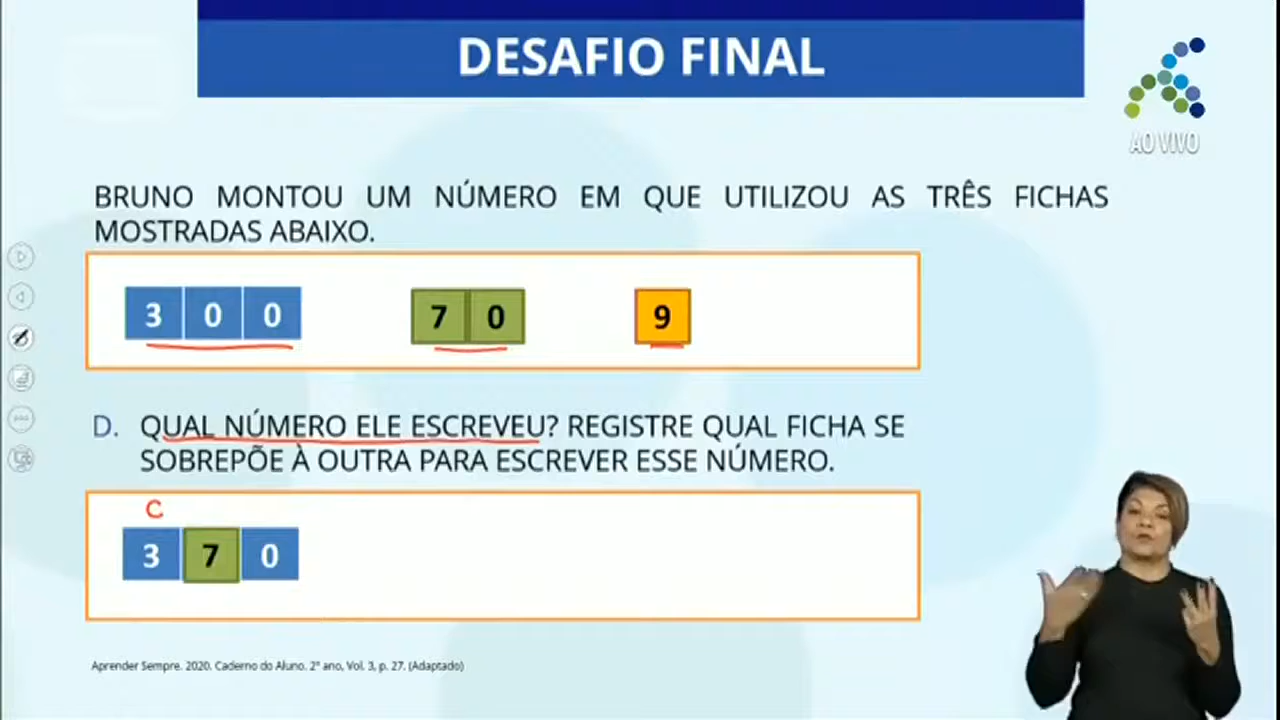 DESAFIO FINAL
AO VIVO
BRUNO MONTOU UM NÚMERO EM QUE UTILIZOU AS TRÊS FICHAS
MOSTRADAS ABAIXO.
3 0 0 7 0 9
D. QUAL NÚMERO ELE ESCREVEU? REGISTRE QUAL FICHA SE
SOBREPÕE À OUTRA PARA ESCREVER ESSE NÚMERO.
C
3 7 0
Aprender Sempre. 2020. Caderno do Aluno. 2° ano, Vol. 3, p. 27. (Adaptado)